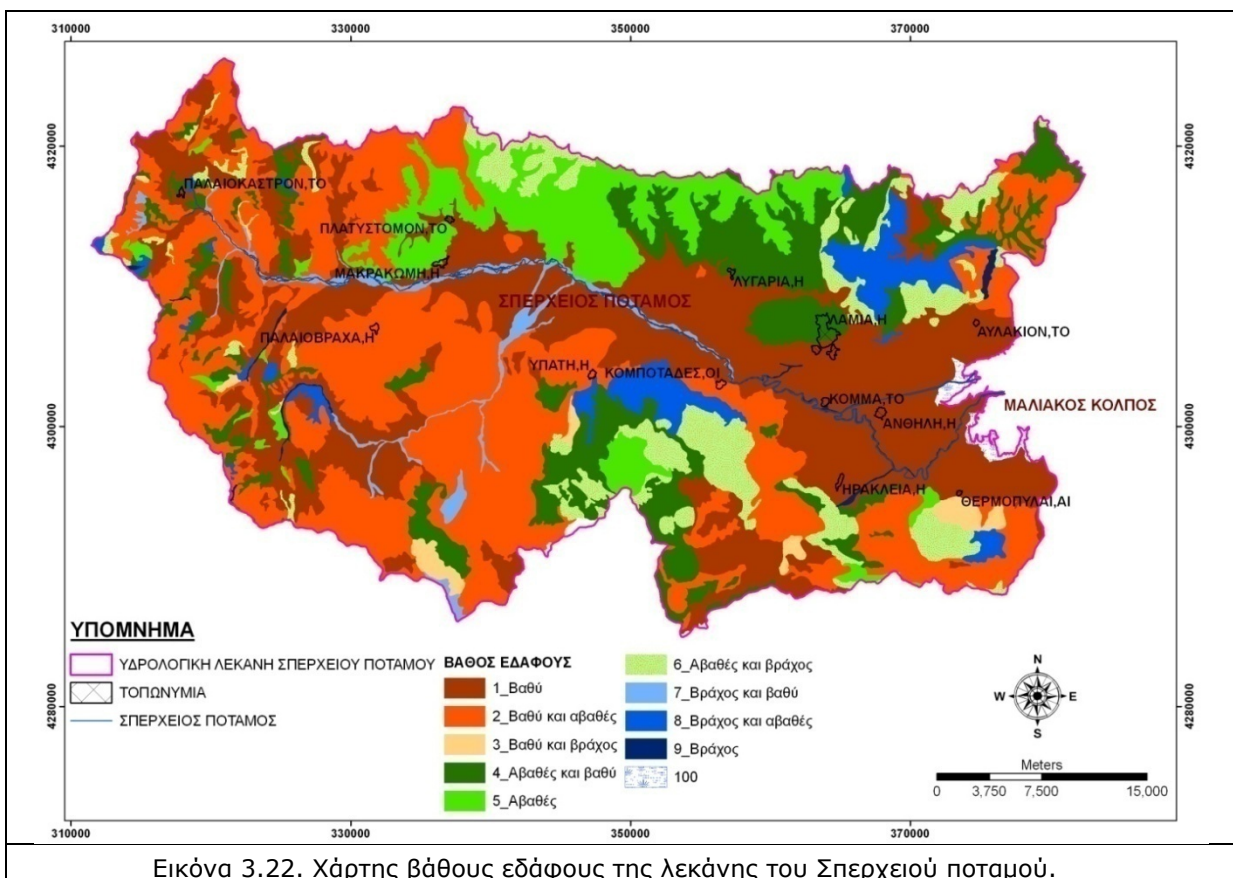 310000 330000 350000 370000
4320000 4320000
ΠΑΛΑΙΟΚΑΣΤΡΟΝ,ΤΟ
ΠΛΑΤΥΣΤΟΜΟΝ,ΤΟ
ΜΑΚΡΑΚΩΜΗ,Η
ΛΥΓΑΡΙΑ,Η
ΣΠΕΡΧΕΙΟΣ ΠΟΤΑΜΟΣ
ΛΑΜΙΑ,Η
ΑΥΛΑΚΙΟΝ,ΤΟ
ΠΑΛΑΙΟΒΡΑΧΑ,Η
ΥΠΑΤΗ,Η
ΚΟΜΠΟΤΑΔΕΣ,ΟΙ
ΚΟΜΜΑ,ΤΟ
ΜΑΛΙΑΚΟΣ ΚΟΛΠΟΣ
ΑΝΘΗΛΗ,Η
4300000 4300000
ΗΡΑΚΛΕΙΑ,Η
ΘΕΡΜΟΠΥΛΑΙ,ΑΙ
ΥΠΟΜΝΗΜΑ
ΥΔΡΟΛΟΓΙΚΗ ΛΕΚΑΝΗ ΣΠΕΡΧΕΙΟΥ ΠΟΤΑΜΟΥ
ΤΟΠΩΝΥΜΙΑ
ΣΠΕΡΧΕΙΟΣ ΠΟΤΑΜΟΣ
ΒΑΘΟΣ ΕΔΑΦΟΥΣ
1_Βαθύ
2_Βαθύ και αβαθές
3_Βαθύ και βράχος
4_Αβαθές και βαθύ
5_Αβαθές
6_Αβαθές και βράχος
7_Βράχος και βαθύ
8_Βράχος και αβαθές
9_Βράχος
100
N
W E
S
4280000 4280000
Meters
0 3,750 7,500 15,000
310000 330000 350000 370000
Εικόνα 3.22. Χάρτης βάθους εδάφους της λεκάνης του Σπερχειού ποταμού.